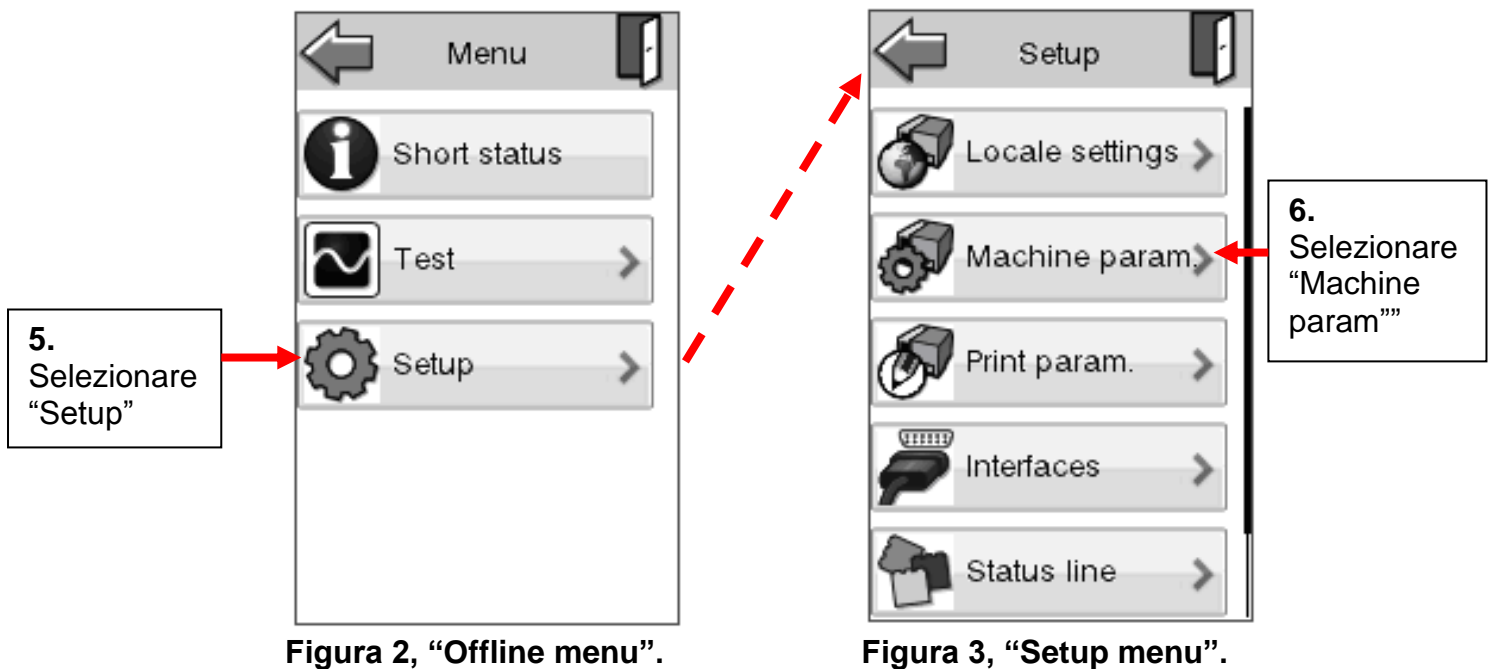 Menu
Short status
Test
Setup
5.
Selezionare
“Setup”
Figura 2, “Offline menu”.
Setup
Locale settings
Machine param.
Print param.
Interfaces
Status line
6.
Selezionare
“Machine
param””
Figura 3, “Setup menu”.